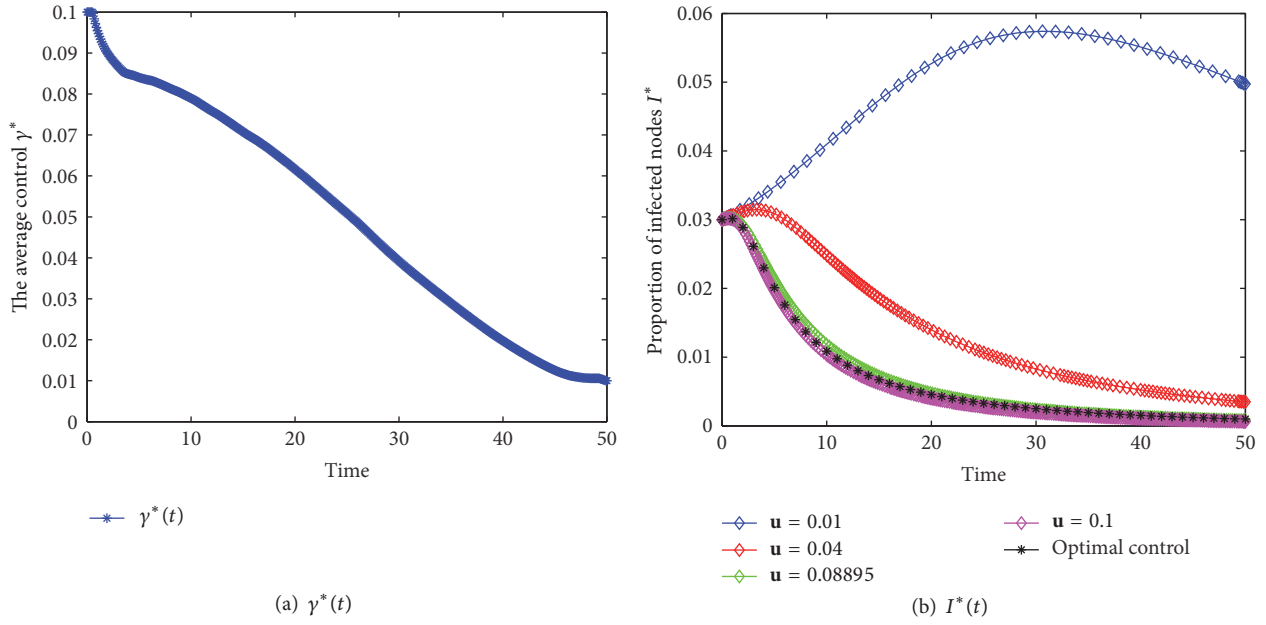 The average control γ*
0.1
0.09
0.08
0.07
0.06
0.05
0.04
0.03
0.02
0.01
0
0
10
20
30
40
50
Time
γ*(t)
(a) γ*(t)
Proportion of infected nodes I*
0.06
0.05
0.04
0.03
0.02
0.01
0
0
10
20
30
40
50
Time
u = 0.01
u = 0.04
u = 0.08895
u = 0.1
Optimal control
(b) I*(t)